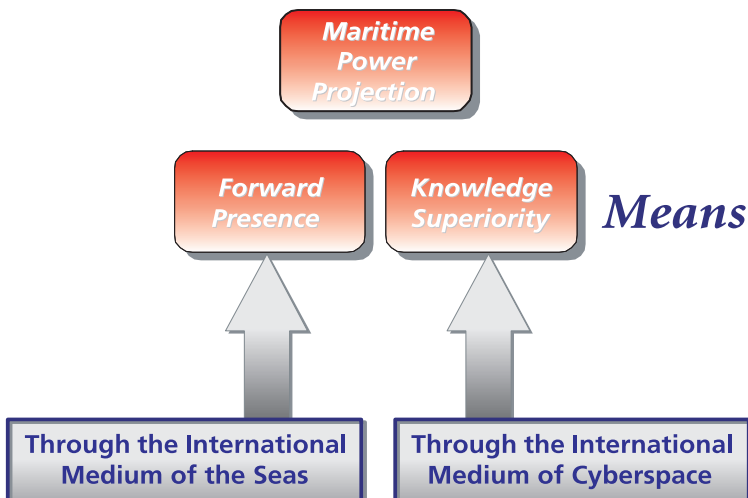 Maritime
Power
Projection
Forward
Presence
Knowledge
Superiority
Means
Through the International
Medium of the Seas
Through the International
Medium of Cyberspace